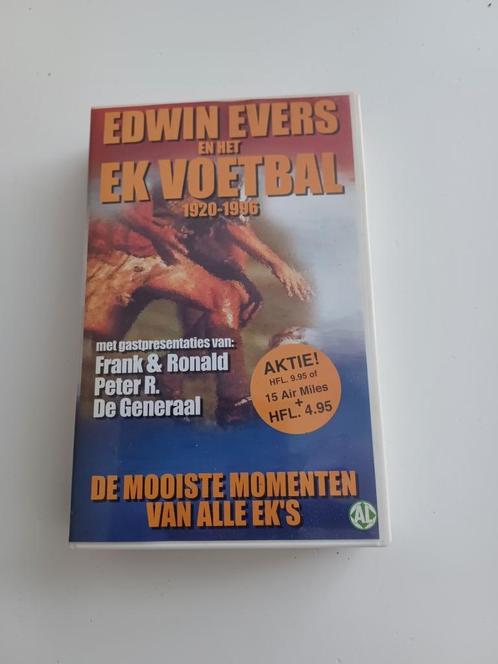 EDWIN EVERS
EN HET
EK VOETBAL
1920-1996
met gastpresentaties van:
Frank & Ronald
Peter R.
De Generaal
AKTIE!
HFL. 9.95 of
15 Air Miles
+
HFL. 4.95
DE MOOISTE MOMENTEN
VAN ALLE EK'S
AL